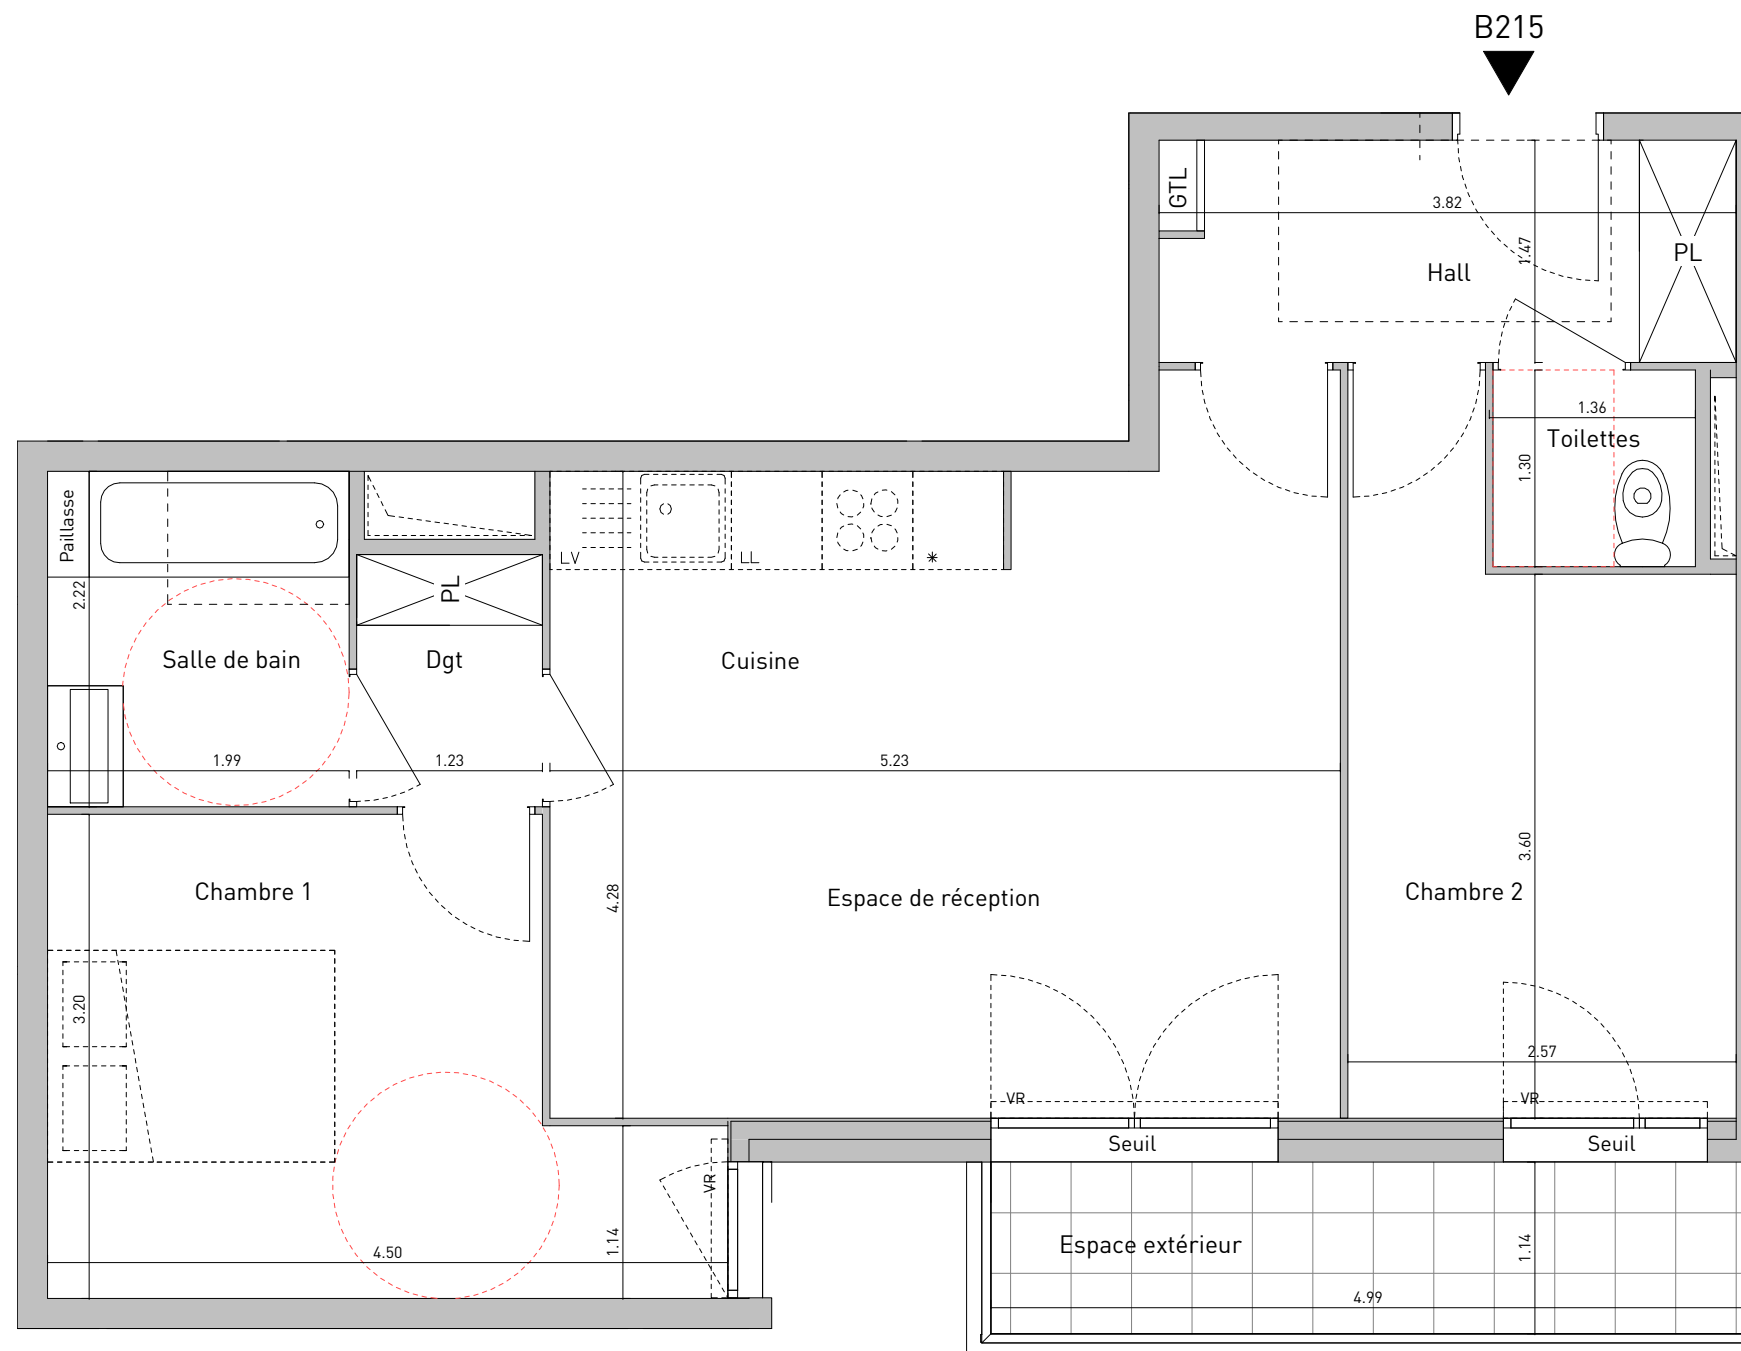 B215
GTL
3.82
1.47
Hall
PL
1.36
Toilettes
1.30
Paillasse
2.22
LV
LL
*
PL
Salle de bain
Dgt
Cuisine
1.99
1.23
5.23
3.60
Chambre 1
4.28
Espace de réception
Chambre 2
3.20
2.57
VR
VR
Seuil
Seuil
VR
1.14
4.50
Espace extérieur
1.14
4.99